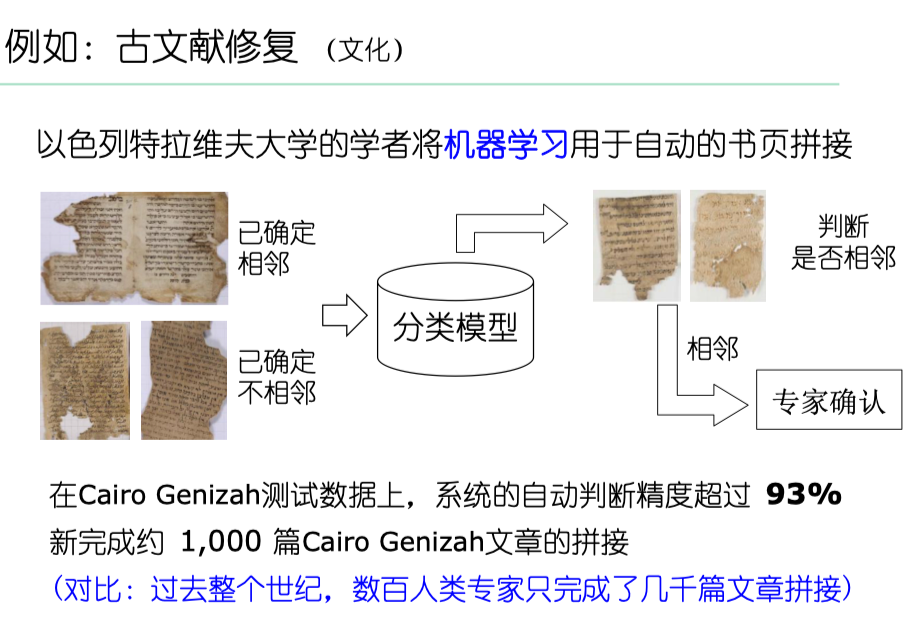 例如：古文献修复 （文化）
以色列特拉维夫大学的学者将机器学习用于自动的书页拼接
已确定
相邻
已确定
不相邻
分类模型
判断
是否相邻
相邻
专家确认
在Cairo Genizah测试数据上，系统的自动判断精度超过 93%
新完成约 1,000 篇Cairo Genizah文章的拼接
(对比：过去整个世纪，数百人类专家只完成了几千篇文章拼接)